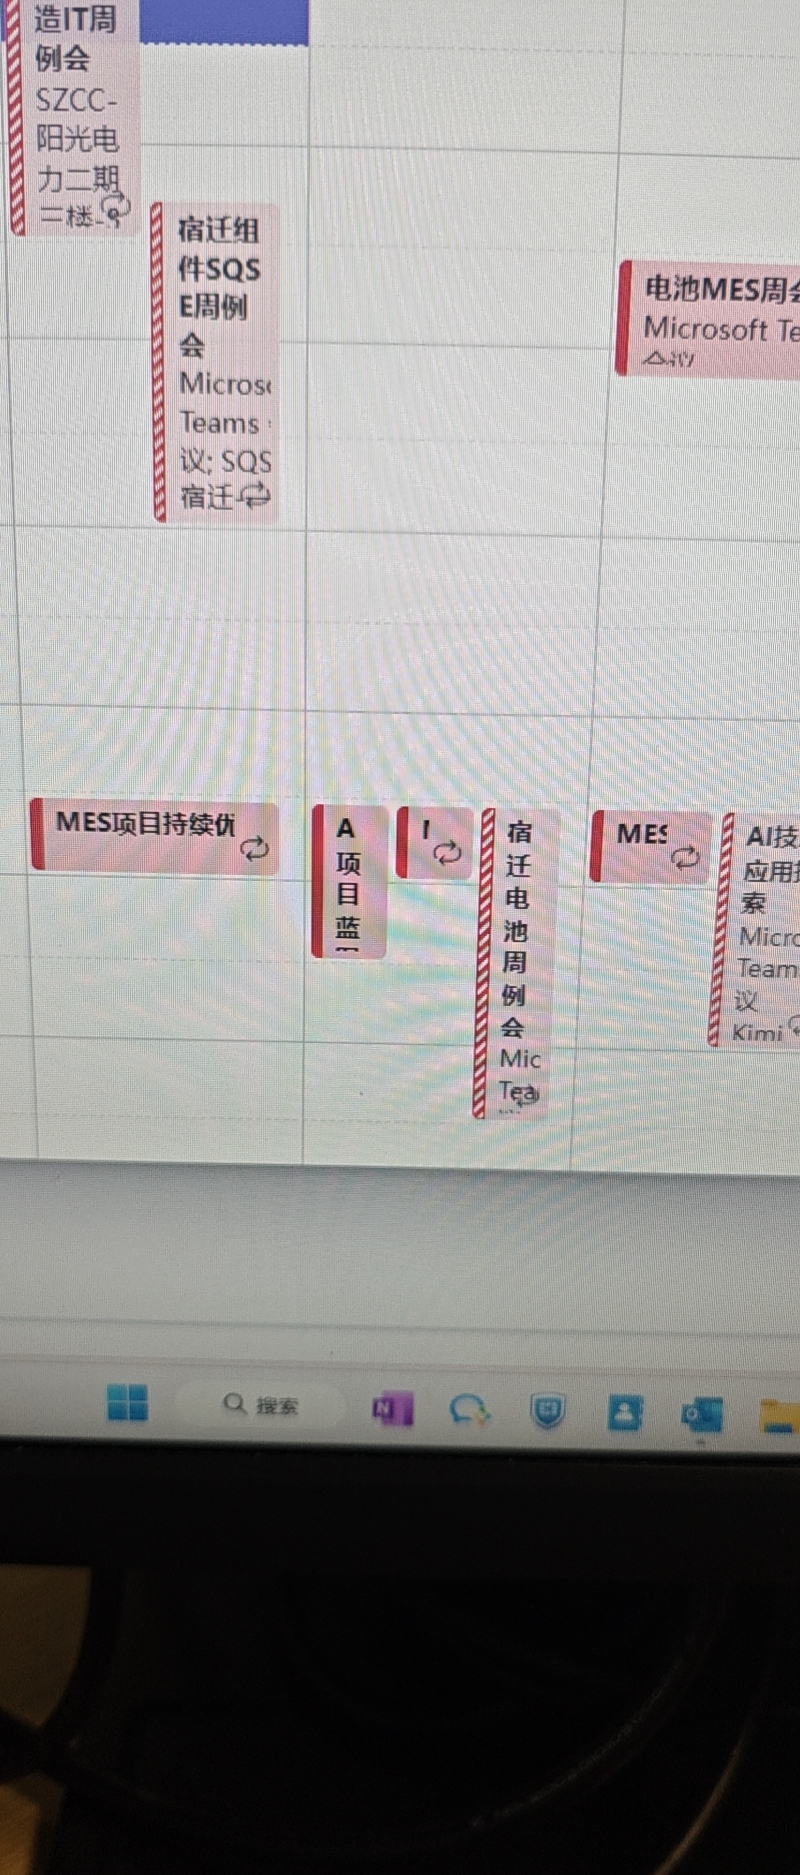 造IT周
例会
SZCC-
阳光电
力二期
三楼-
宿迁组
件SQS
E周例
会
Micros
Teams
议; SQS
宿迁-
电池MES周会
Microsoft Te
会议
MES项目持续优
A
项
目
蓝
I
宿
迁
电
池
周
例
会
Mic
Tea
MES
AI技
应用
索
Micro
Team
议
Kimi
搜索